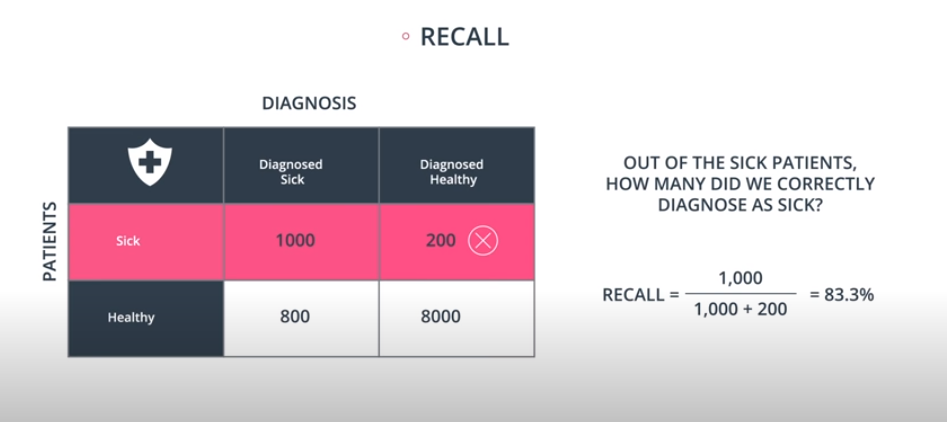 RECALL
DIAGNOSIS
PATIENTS
Diagnosed
Sick
Diagnosed
Healthy
Sick
1000
200
Healthy
800
8000
OUT OF THE SICK PATIENTS,
HOW MANY DID WE CORRECTLY
DIAGNOSE AS SICK?
RECALL = 1,000
1,000 + 200
= 83.3%